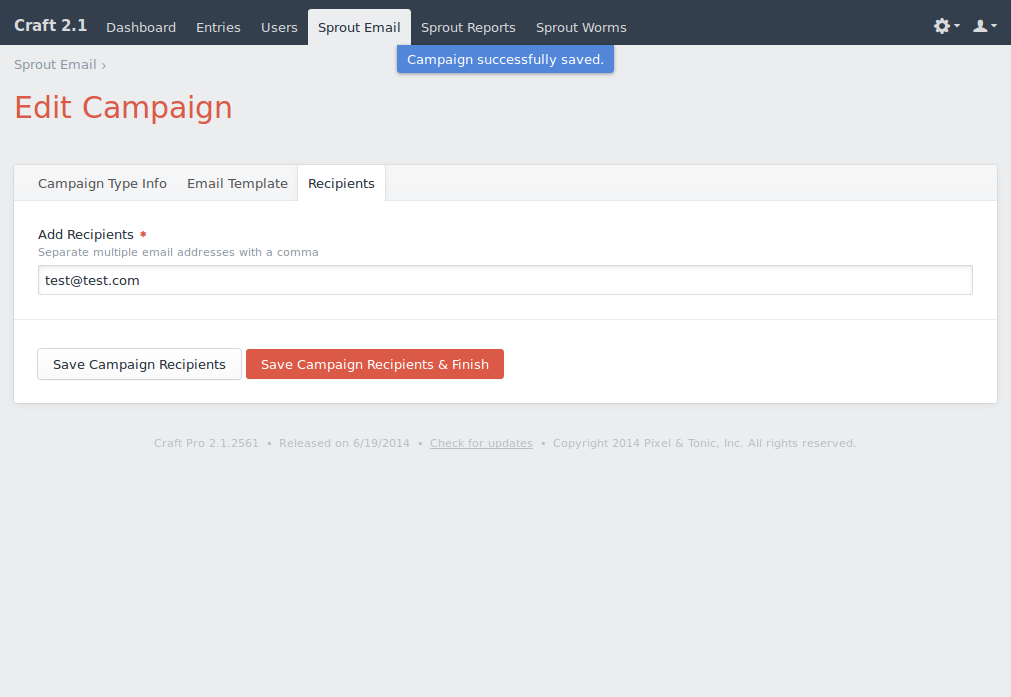 Craft 2.1 Dashboard Entries Users Sprout Email Sprout Reports Sprout Worms
Campaign successfully saved.
Sprout Email ›
Edit Campaign
Campaign Type Info Email Template Recipients
Add Recipients *
Separate multiple email addresses with a comma
test@test.com
Save Campaign Recipients Save Campaign Recipients & Finish
Craft Pro 2.1.2561 • Released on 6/19/2014 • Check for updates • Copyright 2014 Pixel & Tonic, Inc. All rights reserved.